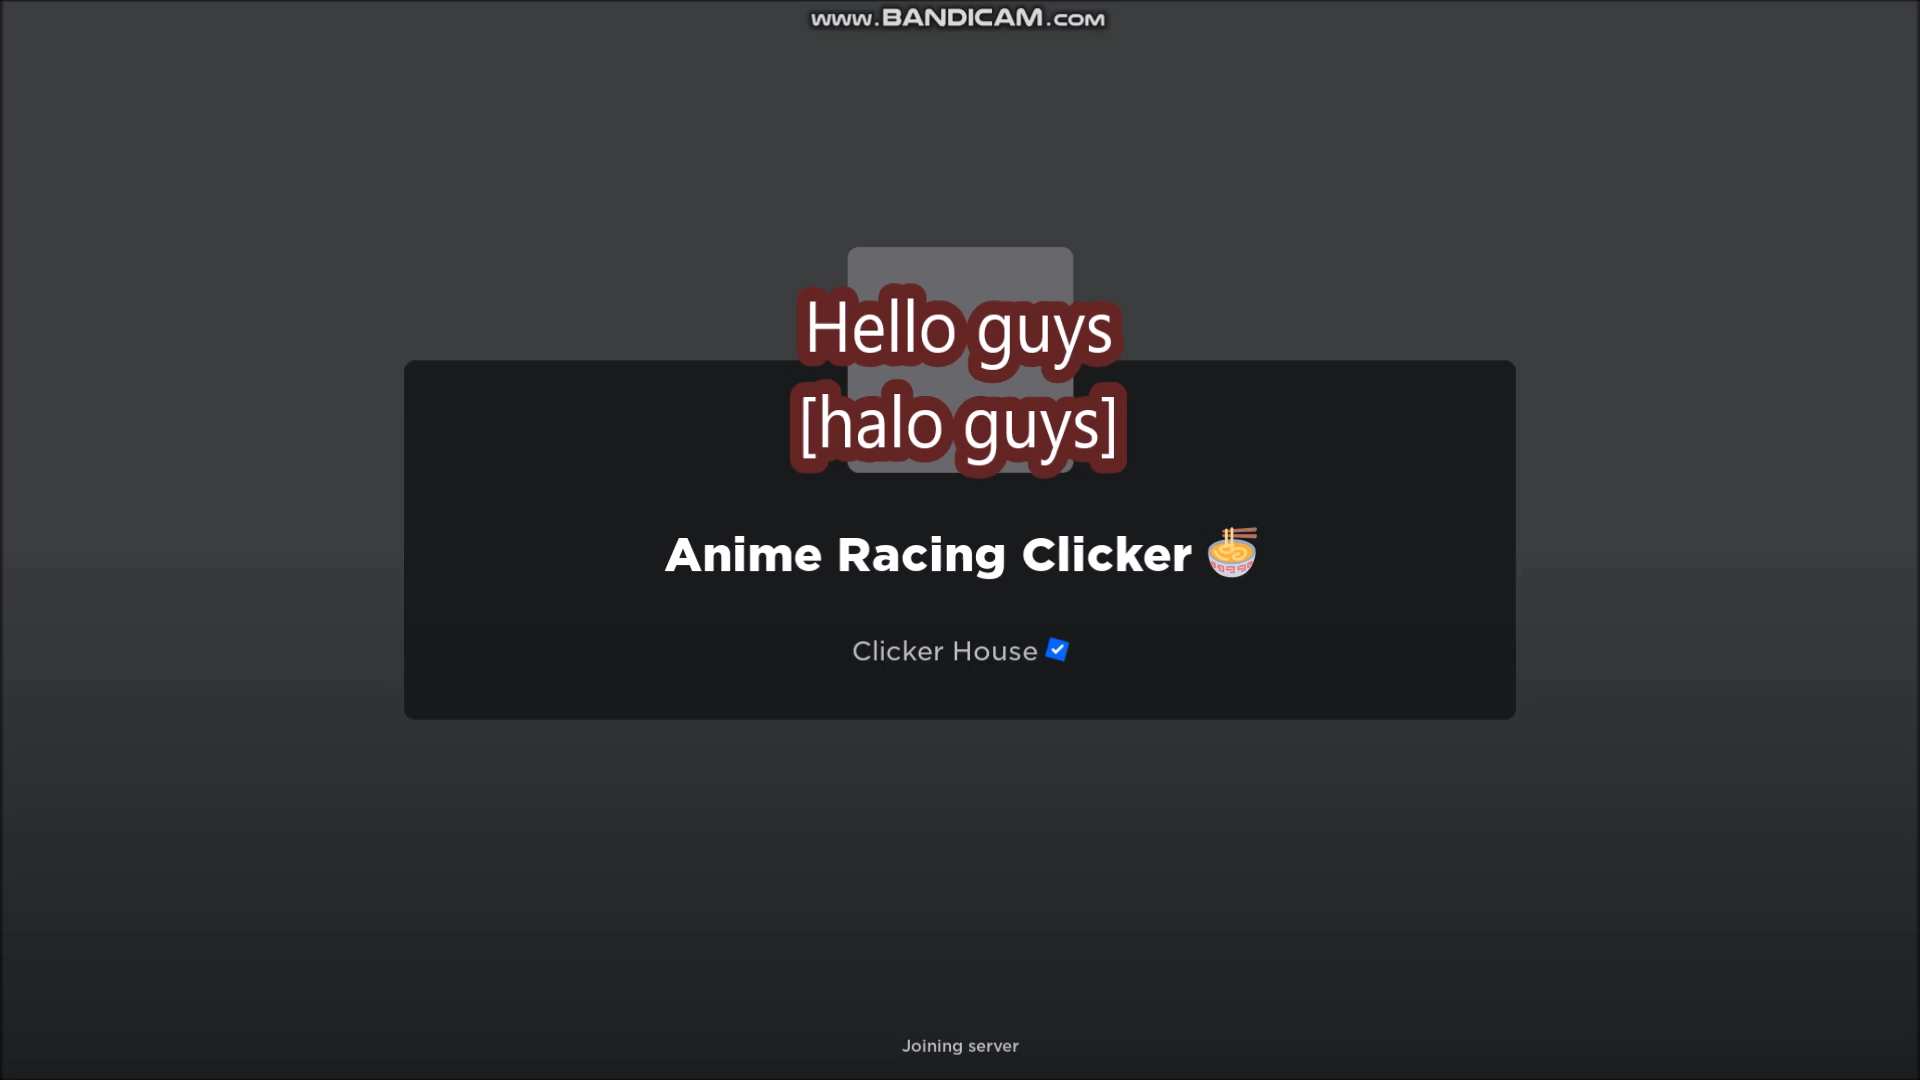 www.BANDICAM.com
Hello guys
[halo guys]
Anime Racing Clicker 🍜
Clicker House
Joining server